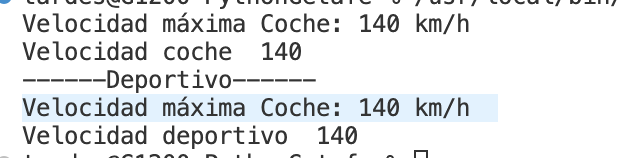 Velocidad máxima Coche: 140 km/h
Velocidad coche  140
------Deportivo------
Velocidad máxima Coche: 140 km/h
Velocidad deportivo  140